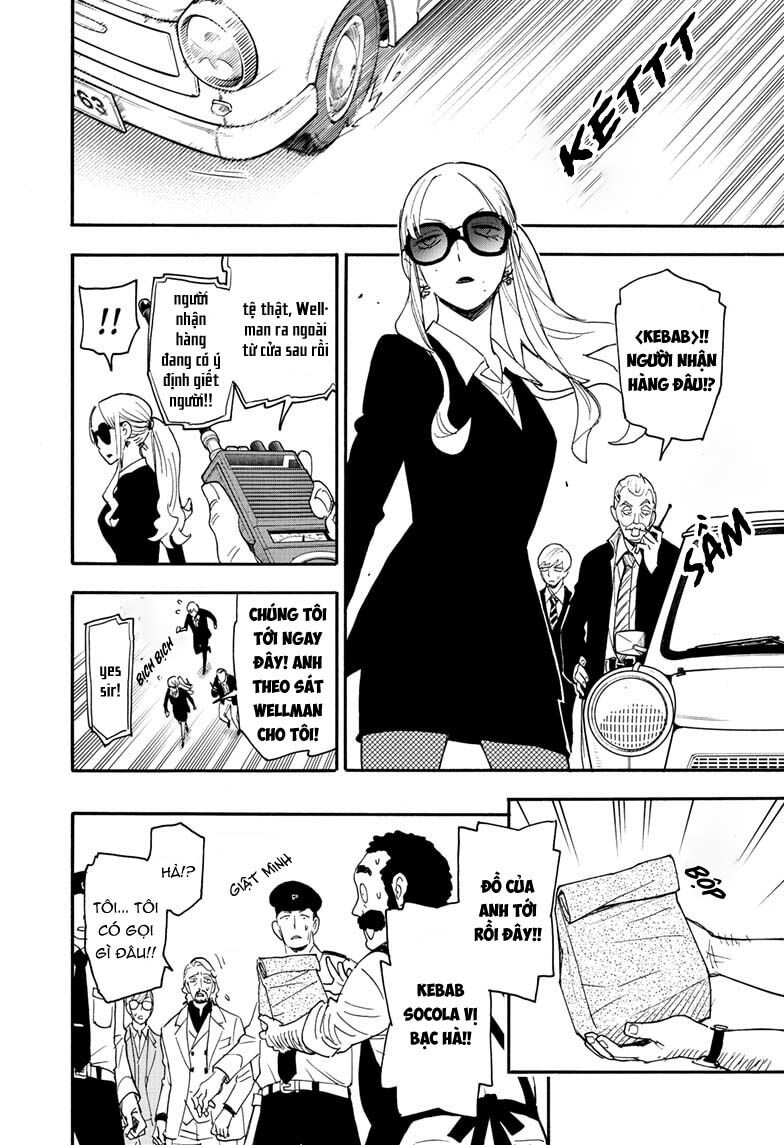 63
KÉTTT
<KEBAB>!!
NGƯỜI NHẬN
HÀNG ĐÂU!?
SẦM
tệ thật, Well-
man ra ngoài
từ cửa sau rồi
người
nhận
hàng
đang có ý
định giết
người!!
!!
CHÚNG TÔI
TỚI NGAY
ĐÂY! ANH
THEO SÁT
WELLMAN
CHO TÔI!
BỊCH BỊCH
yes
sir!
BỘP
ĐỒ CỦA
ANH TỚI
RỒI ĐÂY!!
KEBAB
SOCOLA VỊ
BẠC HÀ!!
GIẬT MÌNH
P
HẢ!?
TÔI... TÔI
CÓ GỌI
GÌ ĐÂU!!